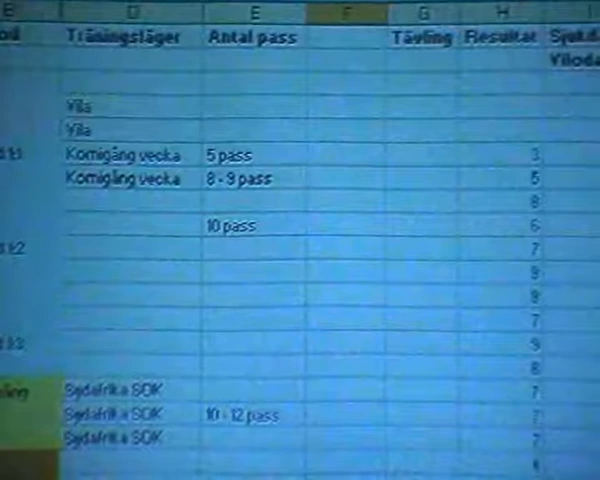 D E F G H
Träningsläger Antal pass Tävling Resultat
Vila
Vila
Komigång vecka 5 pass 3
Komigång vecka 8 - 9 pass 5
8
10 pass 6
7
9
9
7
9
8
Sydafrika SOK 7
Sydafrika SOK 10 - 12 pass 7
Sydafrika SOK 7